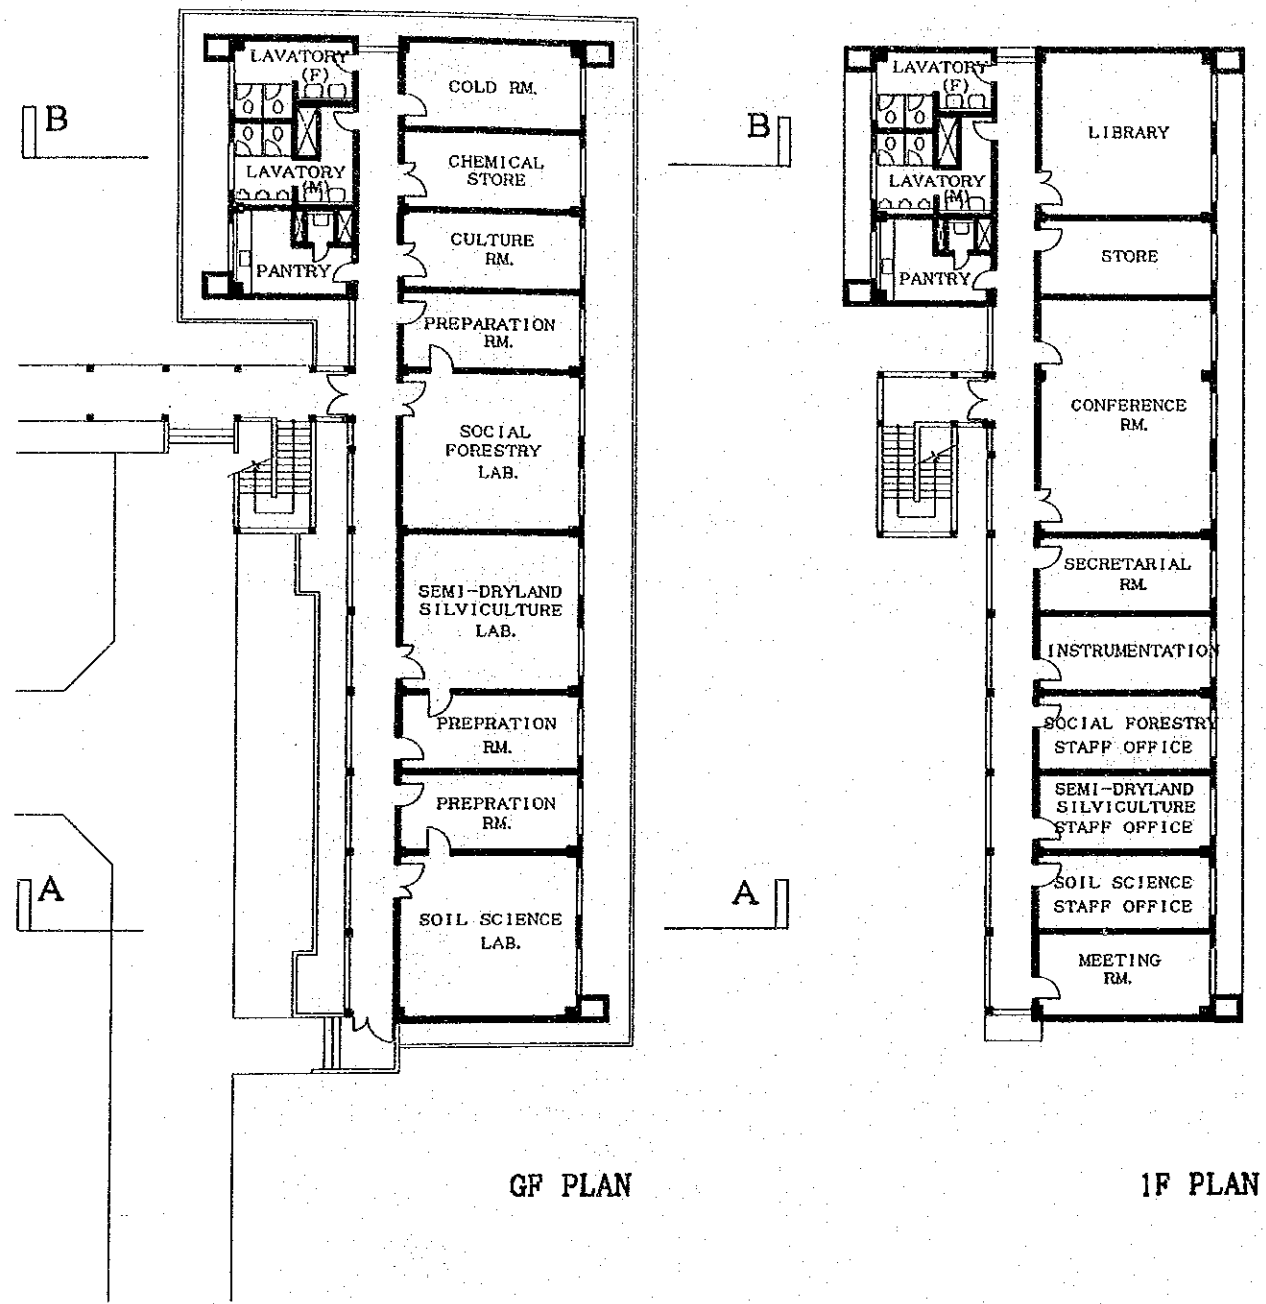 B
LAVATORY
(F)
LAVATORY
(M)
PANTRY
COLD RM.
CHEMICAL
STORE
CULTURE
RM.
PREPARATION
RM.
SOCIAL
FORESTRY
LAB.
SEMI-DRYLAND
SILVICULTURE
LAB.
PREPRATION
RM.
PREPRATION
RM.
A
SOIL SCIENCE
LAB.
GF PLAN
B
LAVATORY
(F)
LAVATORY
(M)
PANTRY
LIBRARY
STORE
CONFERENCE
RM.
SECRETARIAL
RM.
INSTRUMENTATION
SOCIAL FORESTRY
STAFF OFFICE
SEMI-DRYLAND
SILVICULTURE
STAFF OFFICE
A
SOIL SCIENCE
STAFF OFFICE
MEETING
RM.
1F PLAN